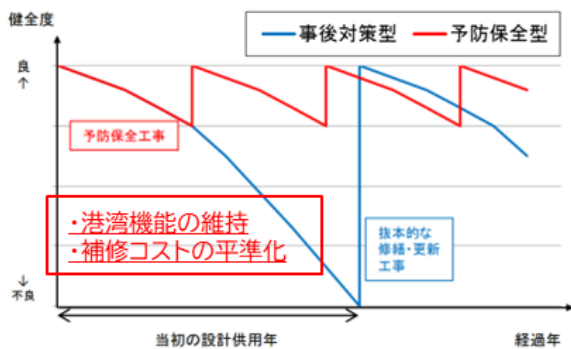 健全度
事後対策型
予防保全型
良
↑
予防保全工事
・港湾機能の維持
・補修コストの平準化
抜本的な
修繕・更新
工事
↓
不良
当初の設計供用年
経過年